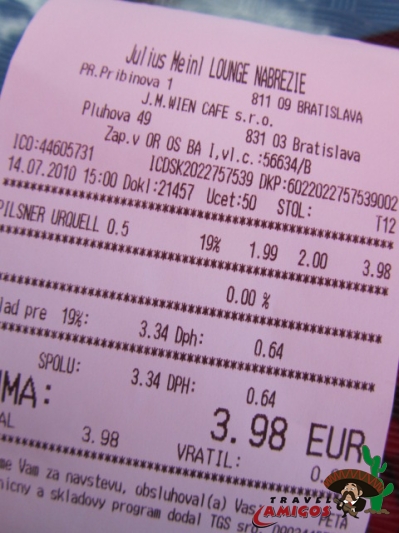 Julius Meinl LOUNGE NABREZIE
PR.Pribinova 1 811 09 BRATISLAVA
J.M.WIEN CAFE s.r.o.
Pluhova 49 831 03 Bratislava
Zap.v OR OS BA I,vl.c.:56634/B
ICO:44605731 ICDSK2022757539 DKP:6022022757539002
14.07.2010 15:00 Dokl:21457 Ucet:50 STOL: T12
****************************************
PILSNER URQUELL 0.5 19% 1.99 2.00 3.98
****************************************
0.00 %
****************************************
lad pre 19%: 3.34 Dph: 0.64
****************************************
SPOLU: 3.34 DPH: 0.64
MA: 3.98 EUR
AL 3.98 VRATIL:
me Vam za navstevu, obsluhoval(a) Vas PETA
nicny a skladovy program dodal TGS
TRAVEL
AMIGOS